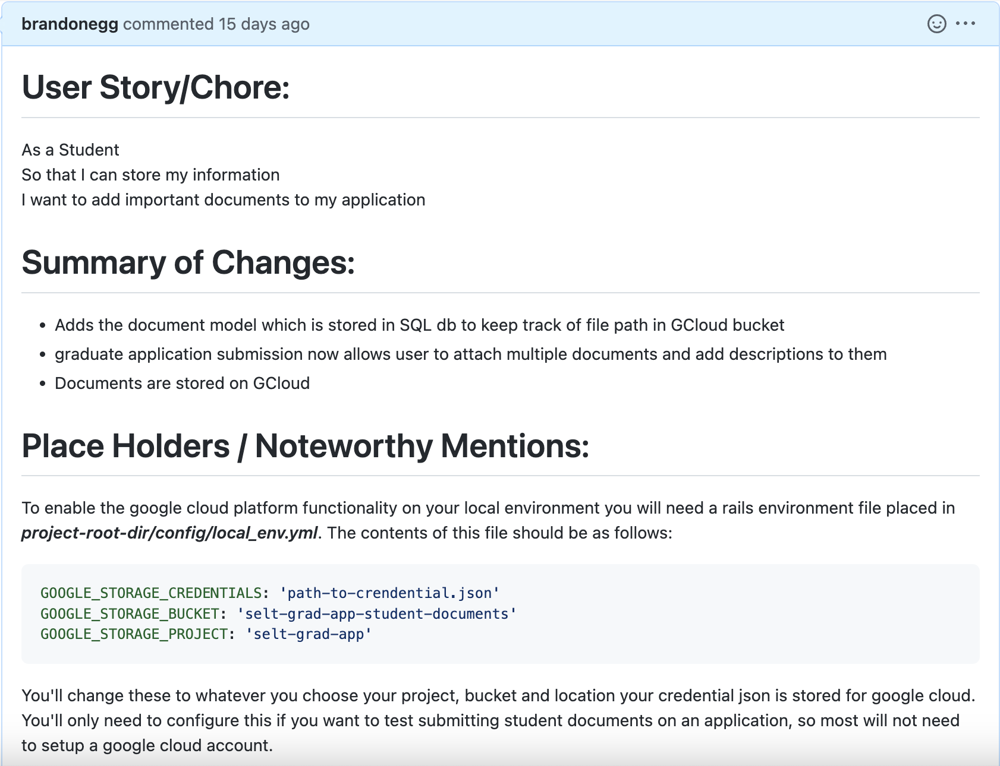 brandonegg commented 15 days ago
User Story/Chore:
As a Student
So that I can store my information
I want to add important documents to my application
Summary of Changes:
• Adds the document model which is stored in SQL db to keep track of file path in GCloud bucket
• graduate application submission now allows user to attach multiple documents and add descriptions to them
• Documents are stored on GCloud
Place Holders / Noteworthy Mentions:
To enable the google cloud platform functionality on your local environment you will need a rails environment file placed in
project-root-dir/config/local_env.yml. The contents of this file should be as follows:
GOOGLE_STORAGE_CREDENTIALS: 'path-to-crendential.json'
GOOGLE_STORAGE_BUCKET: 'selt-grad-app-student-documents'
GOOGLE_STORAGE_PROJECT: 'selt-grad-app'
You'll change these to whatever you choose your project, bucket and location your credential json is stored for google cloud.
You'll only need to configure this if you want to test submitting student documents on an application, so most will not need
to setup a google cloud account.